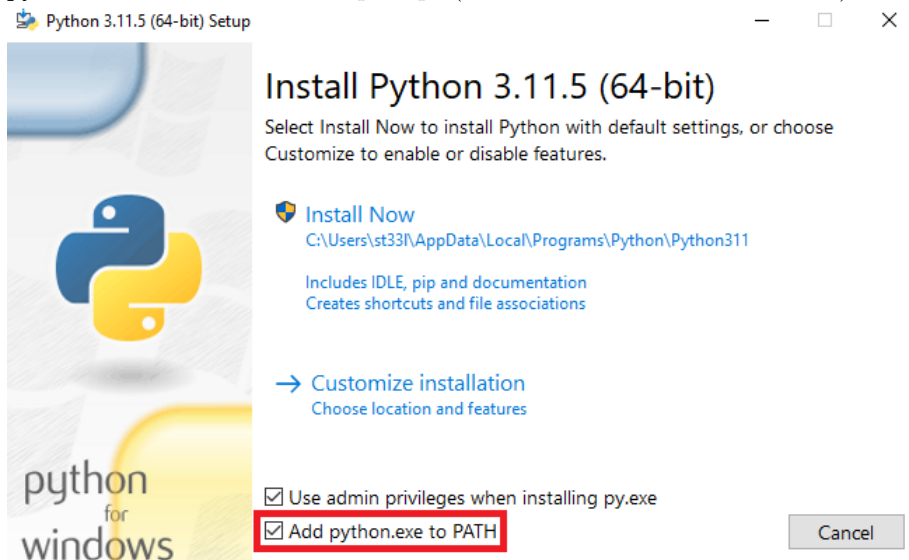 Python 3.11.5 (64-bit) Setup
Install Python 3.11.5 (64-bit)
Select Install Now to install Python with default settings, or choose
Customize to enable or disable features.
Install Now
C:\Users\st33l\AppData\Local\Programs\Python\Python311
Includes IDLE, pip and documentation
Creates shortcuts and file associations
Customize installation
Choose location and features
python
for
windows
Use admin privileges when installing py.exe
Add python.exe to PATH
Cancel